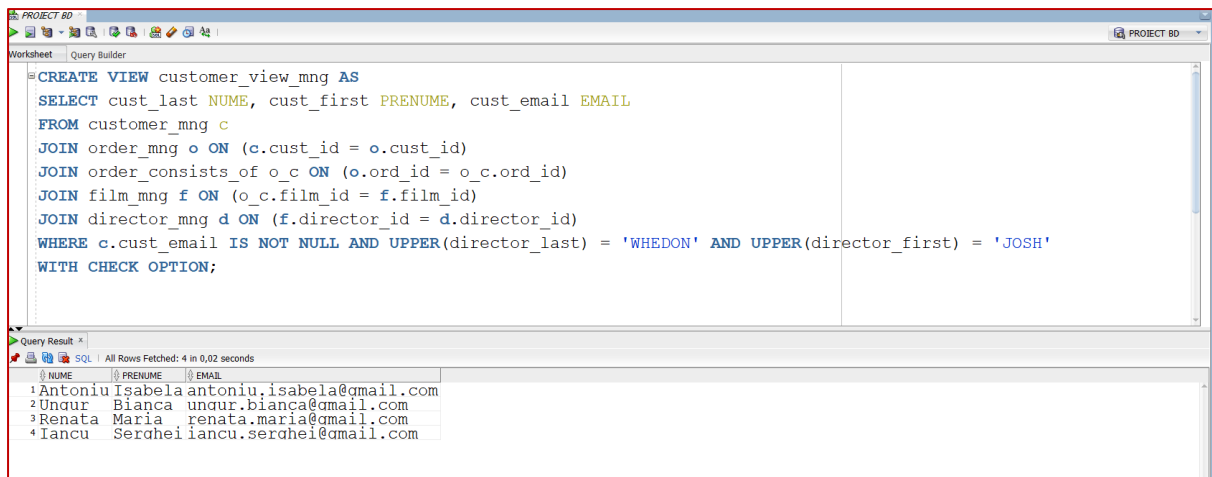 PROIECT BD
PROIECT BD
Worksheet Query Builder
CREATE VIEW customer_view_mng AS
SELECT cust_last NUME, cust_first PRENUME, cust_email EMAIL
FROM customer_mng c
JOIN order_mng o ON (c.cust_id = o.cust_id)
JOIN order_consists_of o_c ON (o.ord_id = o_c.ord_id)
JOIN film_mng f ON (o_c.film_id = f.film_id)
JOIN director_mng d ON (f.director_id = d.director_id)
WHERE c.cust_email IS NOT NULL AND UPPER(director_last) = 'WHEDON' AND UPPER(director_first) = 'JOSH'
WITH CHECK OPTION;
Query Result
SQL | All Rows Fetched: 4 in 0,02 seconds
NUME PRENUME EMAIL
1 Antoniu Isabela antoniu.isabela@gmail.com
2 Ungur Bianca ungur.bianca@gmail.com
3 Renata Maria renata.maria@gmail.com
4 Iancu Serghei iancu.serghei@gmail.com